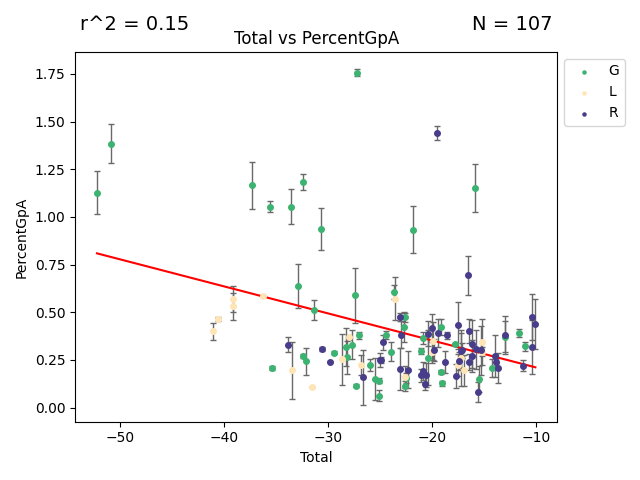 r^2 = 0.15 N = 107
Total vs PercentGpA
G
L
R
PercentGpA
1.75
1.50
1.25
1.00
0.75
0.50
0.25
0.00
−50 −40 −30 −20 −10
Total